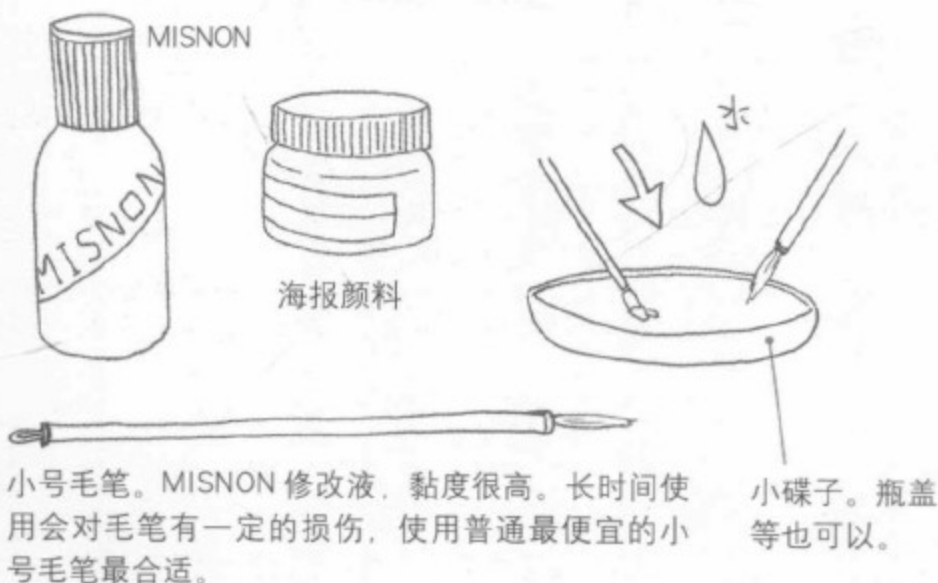 MISNON
MISNON
水
海报颜料
小号毛笔。MISNON 修改液，黏度很高。长时间使
用会对毛笔有一定的损伤，使用普通最便宜的小
号毛笔最合适。
小碟子。瓶盖
等也可以。